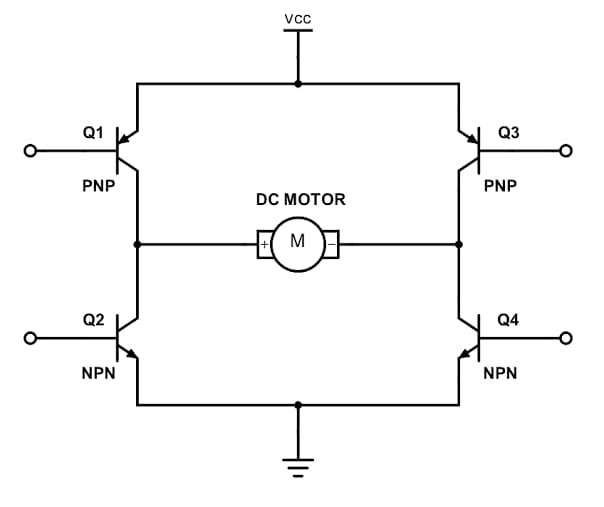 VCC
Q1
Q3
PNP
PNP
DC MOTOR
+ M −
Q2
Q4
NPN
NPN